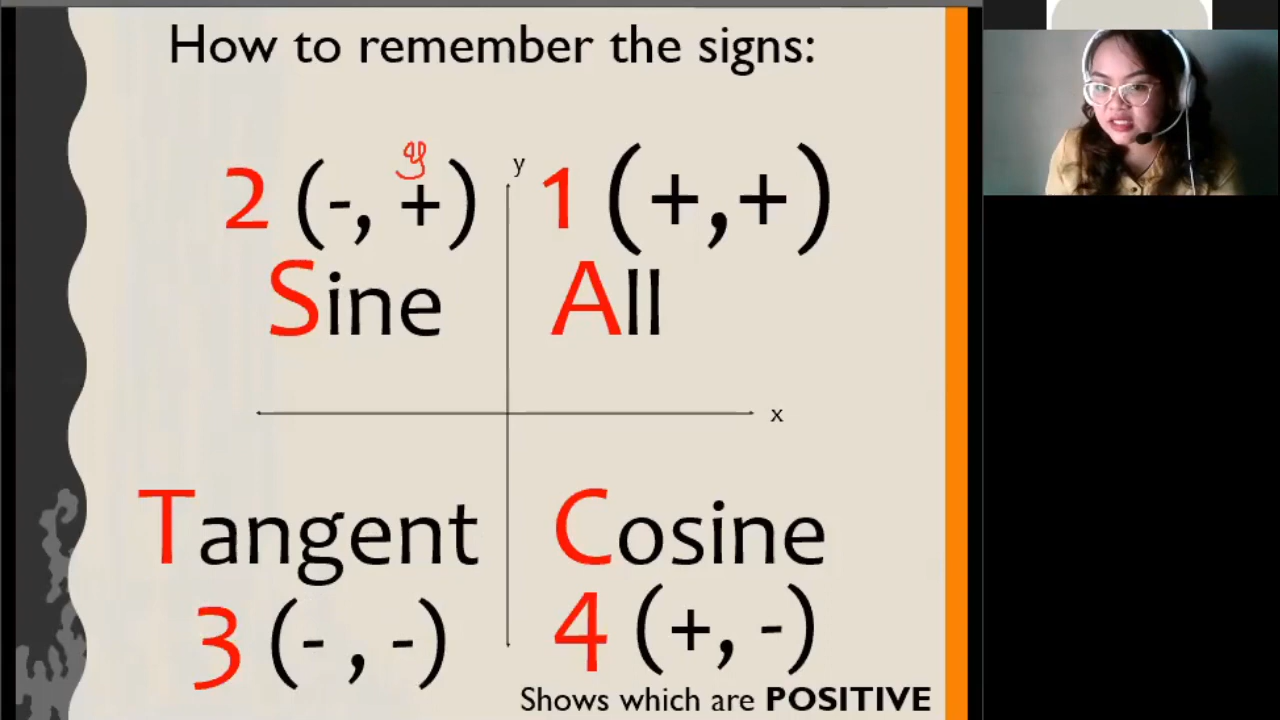 How to remember the signs:
y
y
2 (-, +)
1 (+,+)
Sine
All
x
Tangent
Cosine
3 (- , -)
4 (+, -)
Shows which are POSITIVE